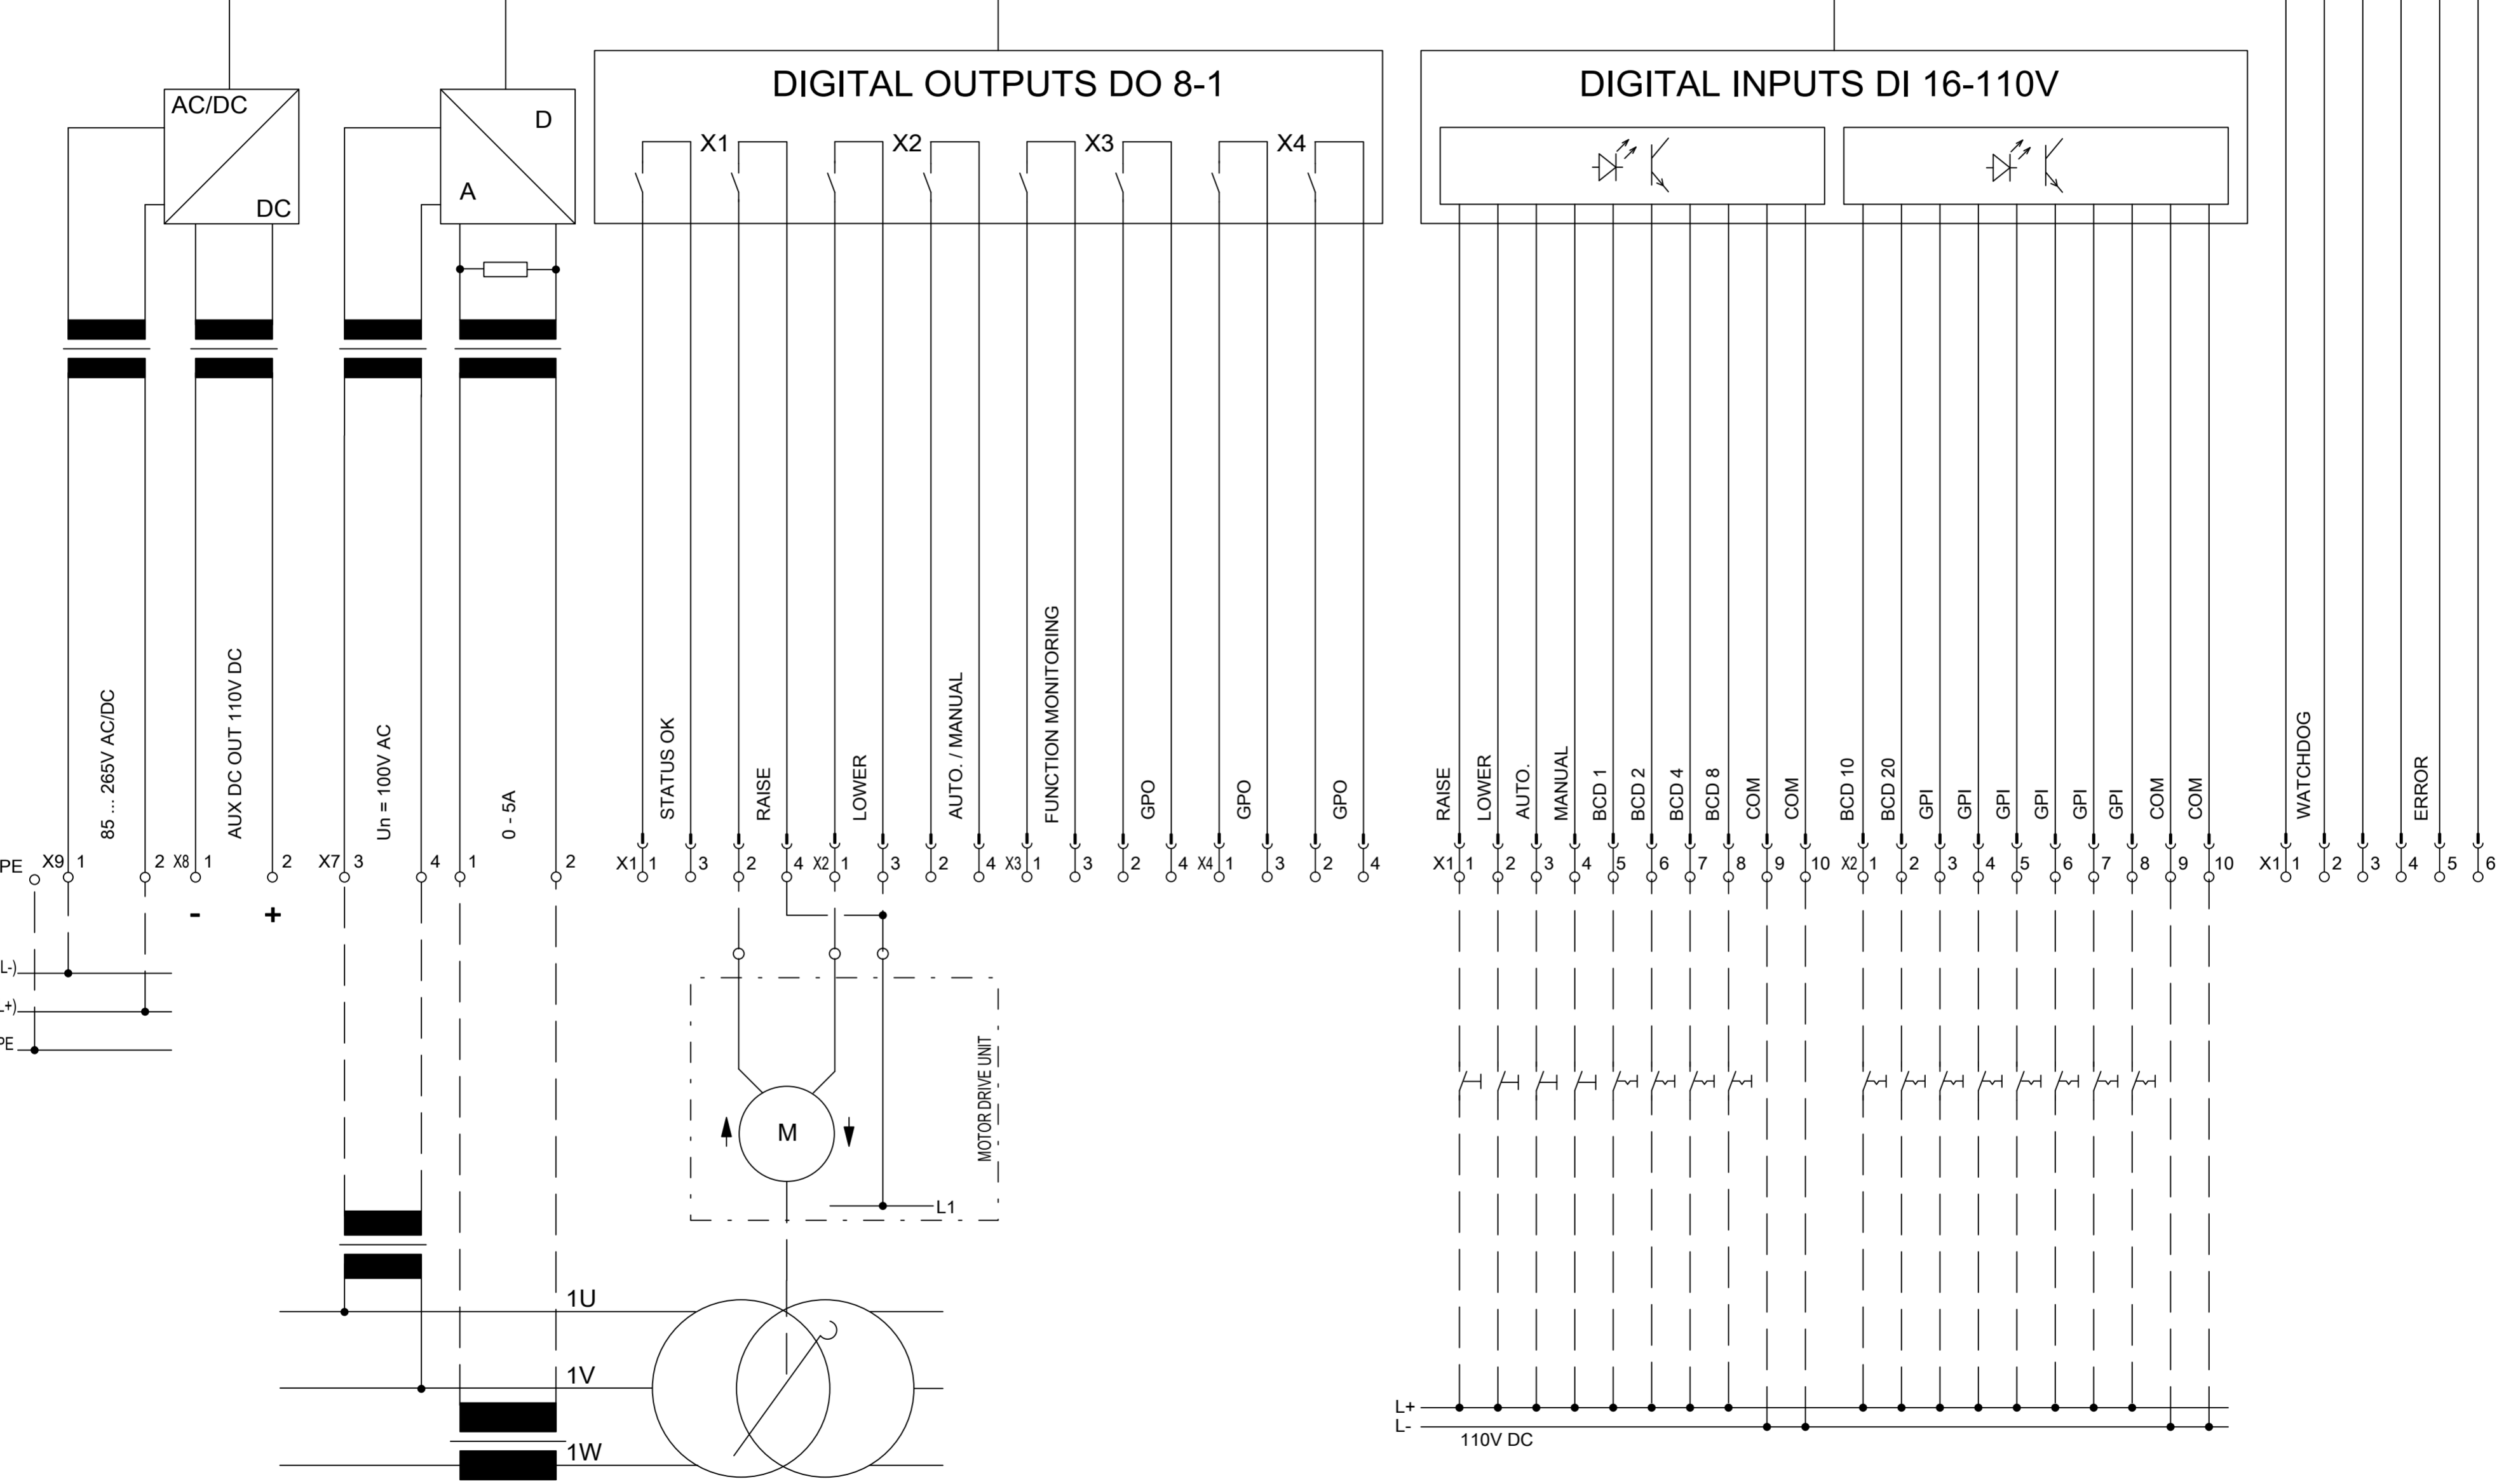 DIGITAL OUTPUTS DO 8-1
DIGITAL INPUTS DI 16-110V
AC/DC
DC
D
A
X1
X2
X3
X4
85 ... 265V AC/DC
AUX DC OUT 110V DC
Un = 100V AC
0 - 5A
STATUS OK
RAISE
LOWER
AUTO. / MANUAL
FUNCTION MONITORING
GPO
GPO
GPO
RAISE
LOWER
AUTO.
MANUAL
BCD 1
BCD 2
BCD 4
BCD 8
COM
COM
BCD 10
BCD 20
GPI
GPI
GPI
GPI
GPI
GPI
COM
COM
WATCHDOG
ERROR
PE X9 1 2 X8 1 2 X7 3 4 1 2
X1 1 3 2 4 X2 1 3 2 4 X3 1 3 2 4 X4 1 3 2 4
X1 1 2 3 4 5 6 7 8 9 10 X2 1 2 3 4 5 6 7 8 9 10
X1 1 2 3 4 5 6
- +
L-)
+)
PE
MOTOR DRIVE UNIT
M
L1
1U
1V
1W
L+
L-
110V DC